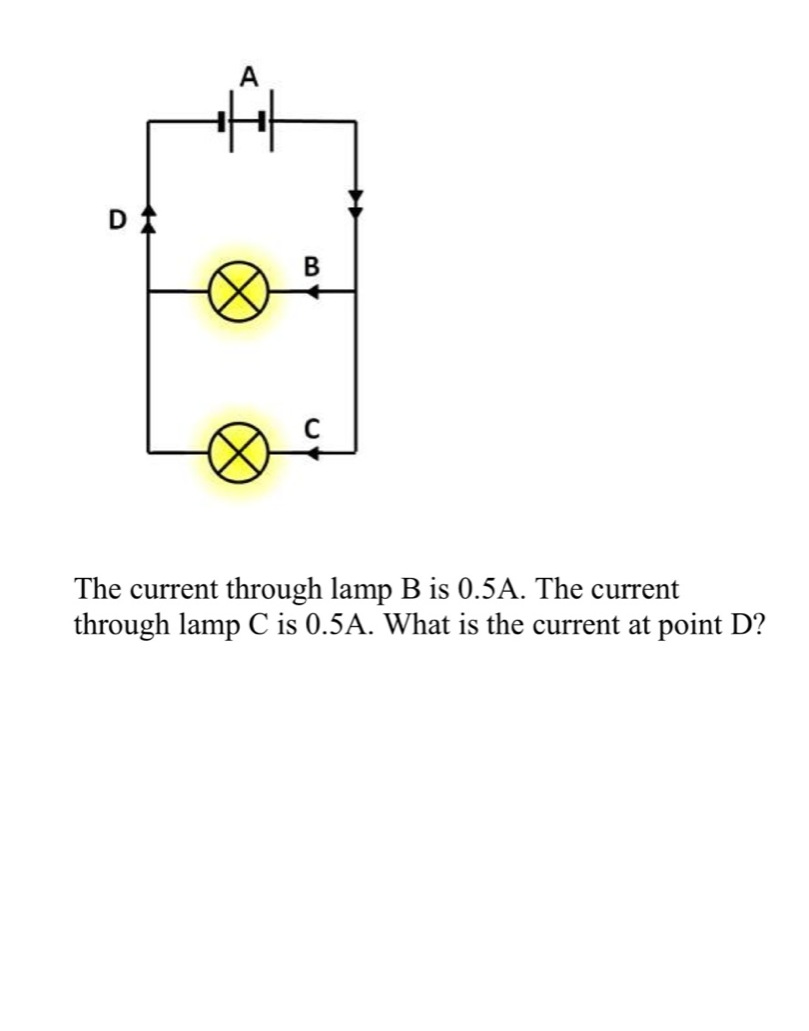 A
D
B
C
The current through lamp B is 0.5A. The current
through lamp C is 0.5A. What is the current at point D?